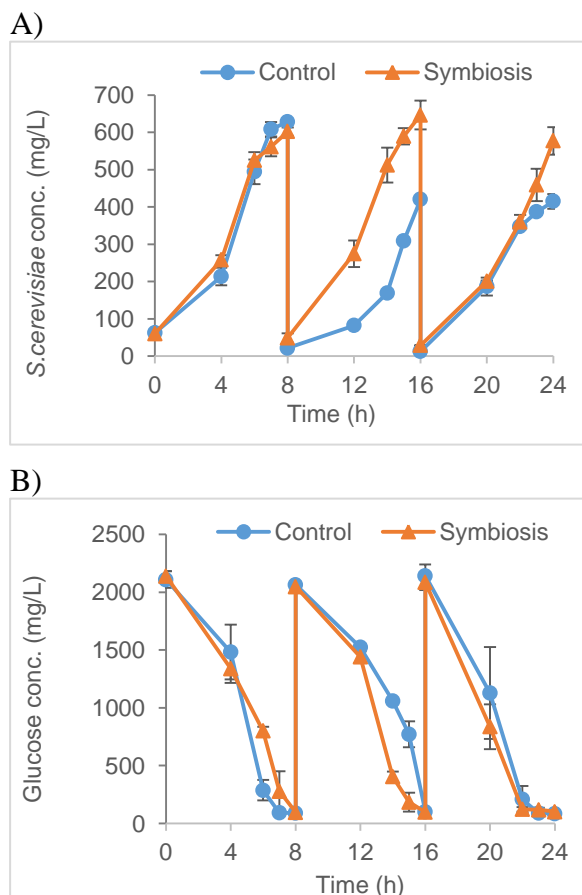 A)
Control Symbiosis
700
600
500
400
300
200
100
0
S.cerevisiae conc. (mg/L)
0 4 8 12 16 20 24
Time (h)
B)
Control Symbiosis
2500
2000
1500
1000
500
0
Glucose conc. (mg/L)
0 4 8 12 16 20 24
Time (h)